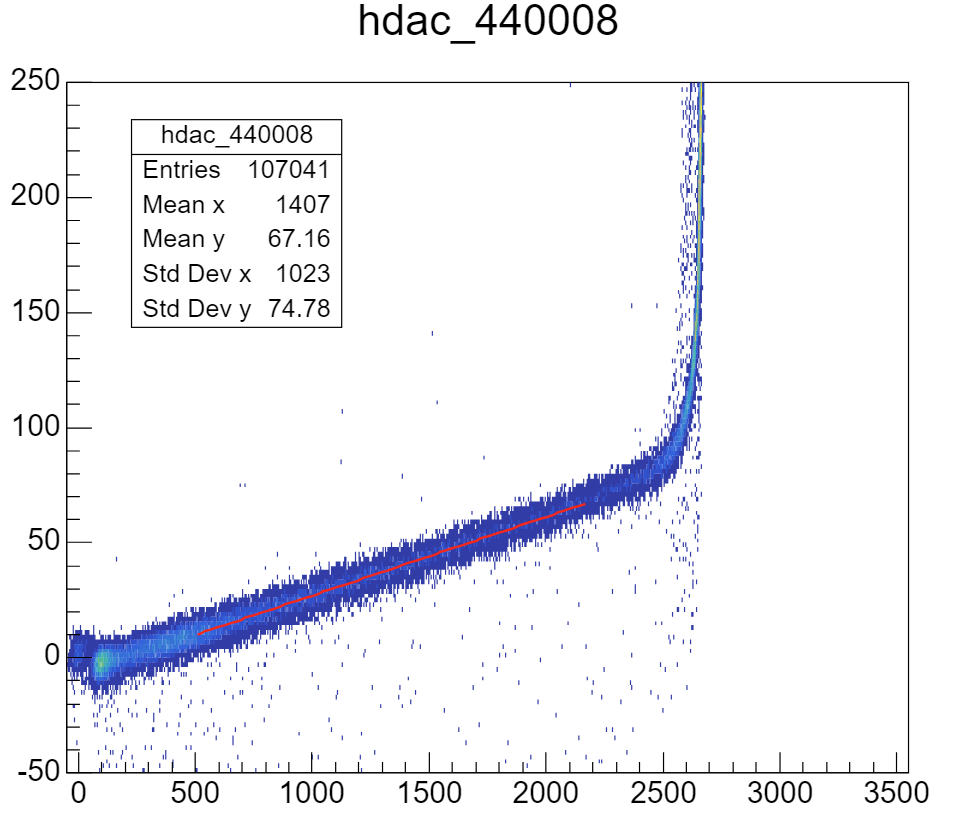 hdac_440008
250
200
150
100
50
0
-50
hdac_440008
Entries 107041
Mean x 1407
Mean y 67.16
Std Dev x 1023
Std Dev y 74.78
0 500 1000 1500 2000 2500 3000 3500